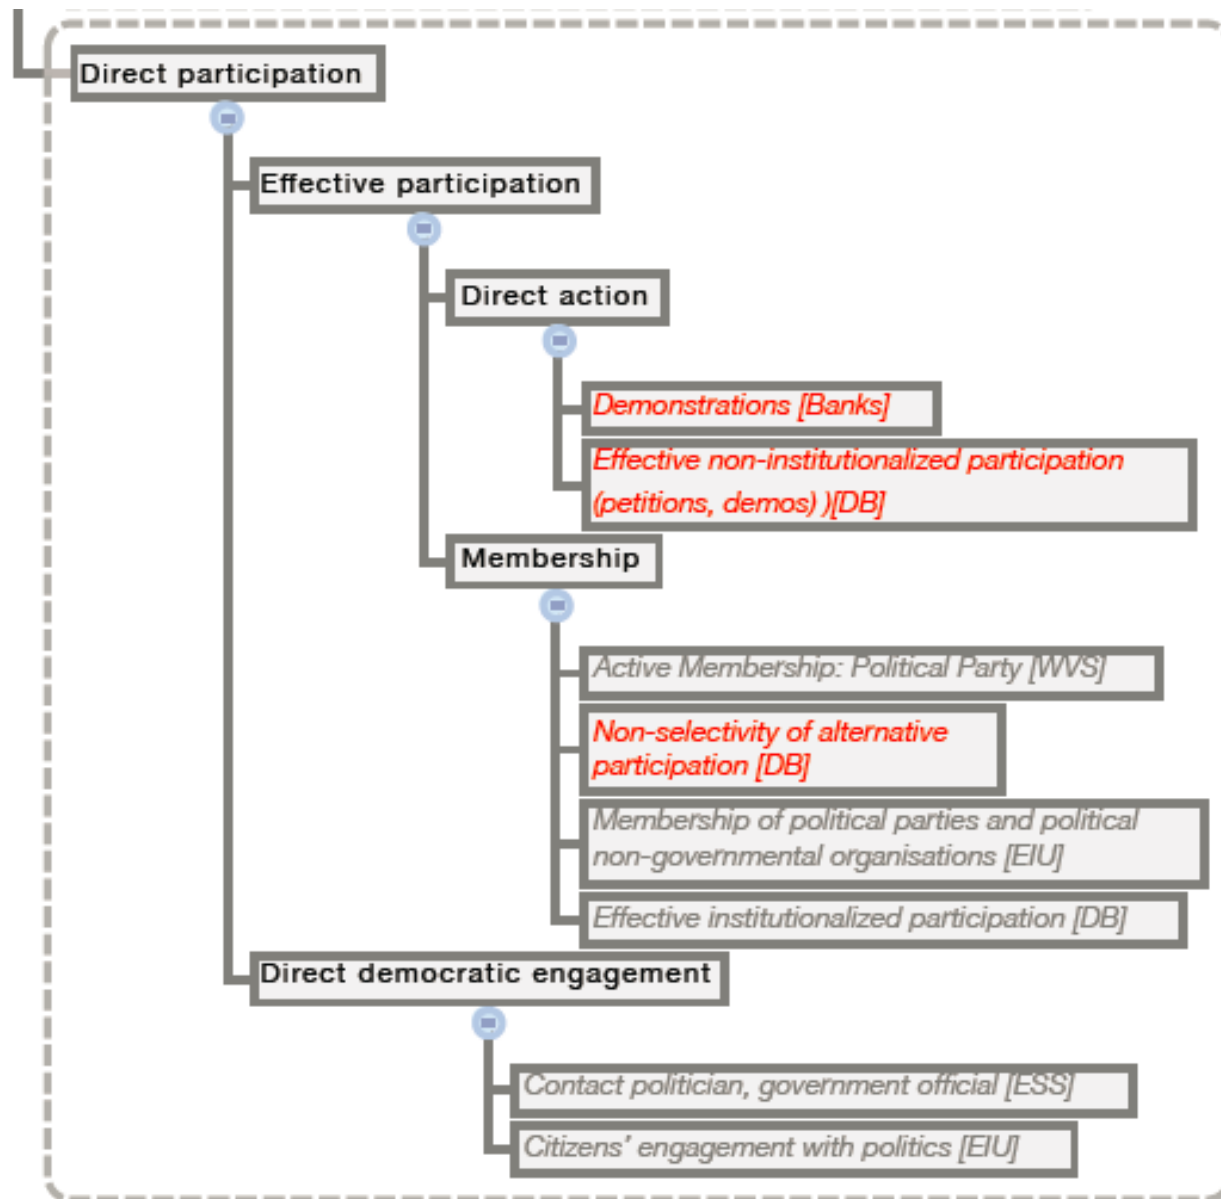 Direct participation
Effective participation
Direct action
Demonstrations [Banks]
Effective non-institutionalized participation
(petitions, demos) )[DB]
Membership
Active Membership: Political Party [WVS]
Non-selectivity of alternative
participation [DB]
Membership of political parties and political
non-governmental organisations [EIU]
Effective institutionalized participation [DB]
Direct democratic engagement
Contact politician, government official [ESS]
Citizens' engagement with politics [EIU]